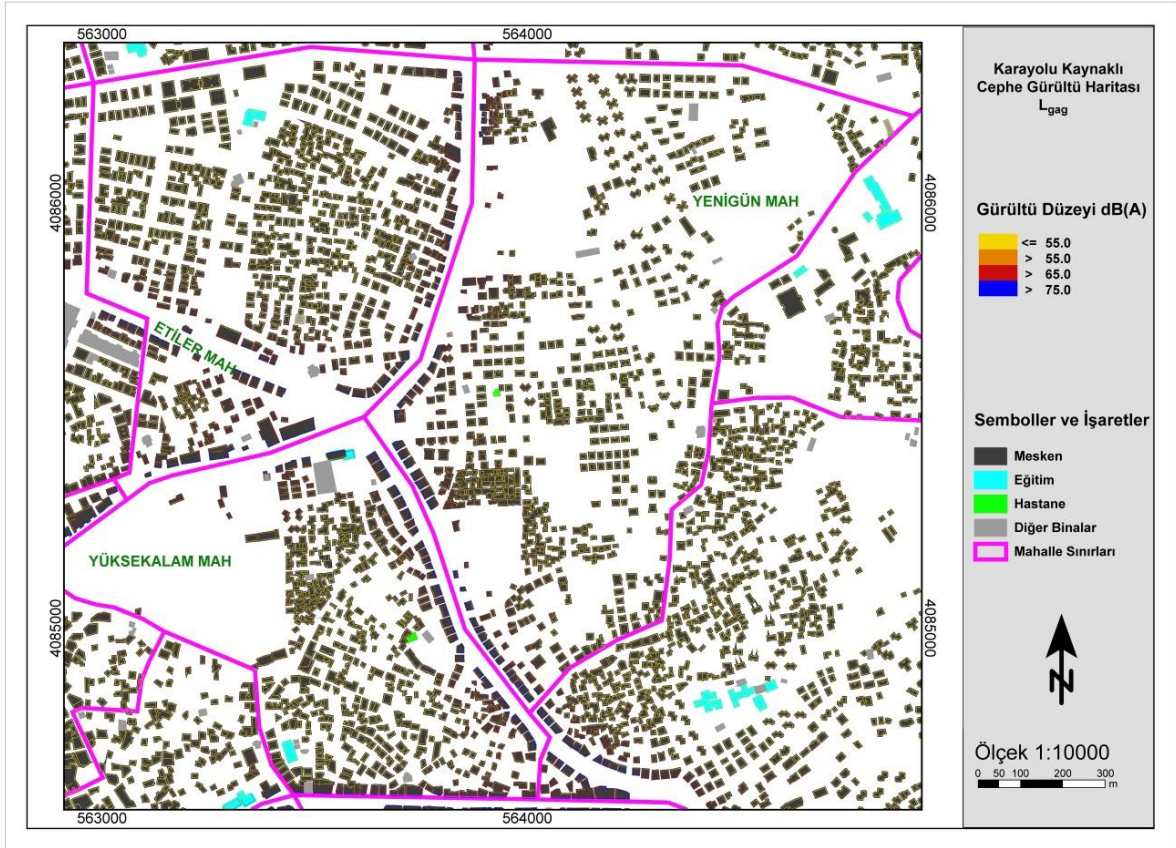 563000
564000
4086000
4086000
YENİGÜN MAH
ETİLER MAH
YÜKSEKALAM MAH
4085000
4085000
563000
564000
Karayolu Kaynaklı
Cephe Gürültü Haritası
Lgag
Gürültü Düzeyi dB(A)
<= 55.0
> 55.0
> 65.0
> 75.0
Semboller ve İşaretler
Mesken
Eğitim
Hastane
Diğer Binalar
Mahalle Sınırları
N
Ölçek 1:10000
0 50 100 200 300
m